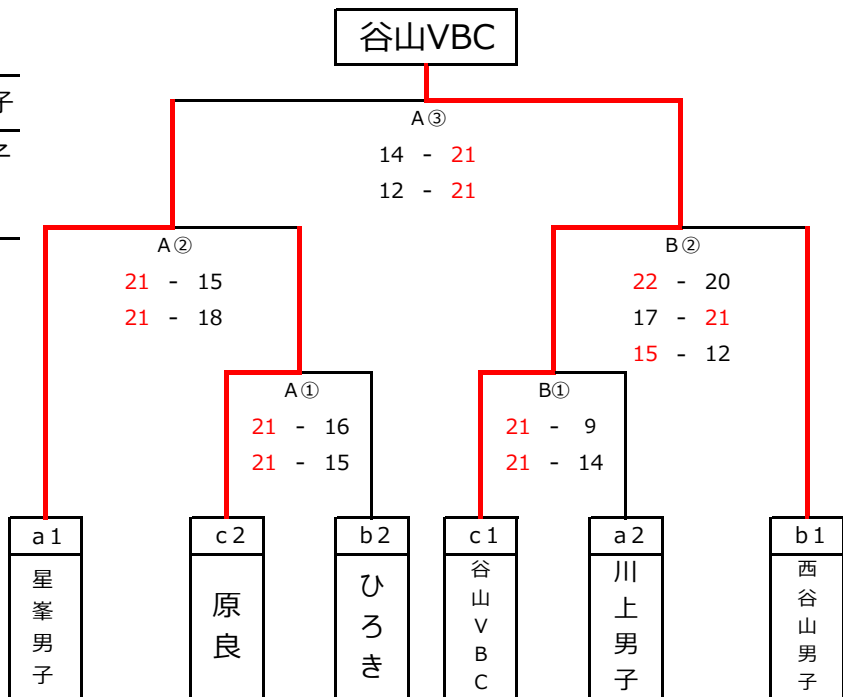 谷山VBC
子
子
A③
14 - 21
12 - 21
A②
21 - 15
21 - 18
B②
22 - 20
17 - 21
15 - 12
A①
21 - 16
21 - 15
B①
21 - 9
21 - 14
a1
c2
b2
c1
a2
b1
星峯男子
原良
ひろき
谷山VBC
川上男子
西谷山男子